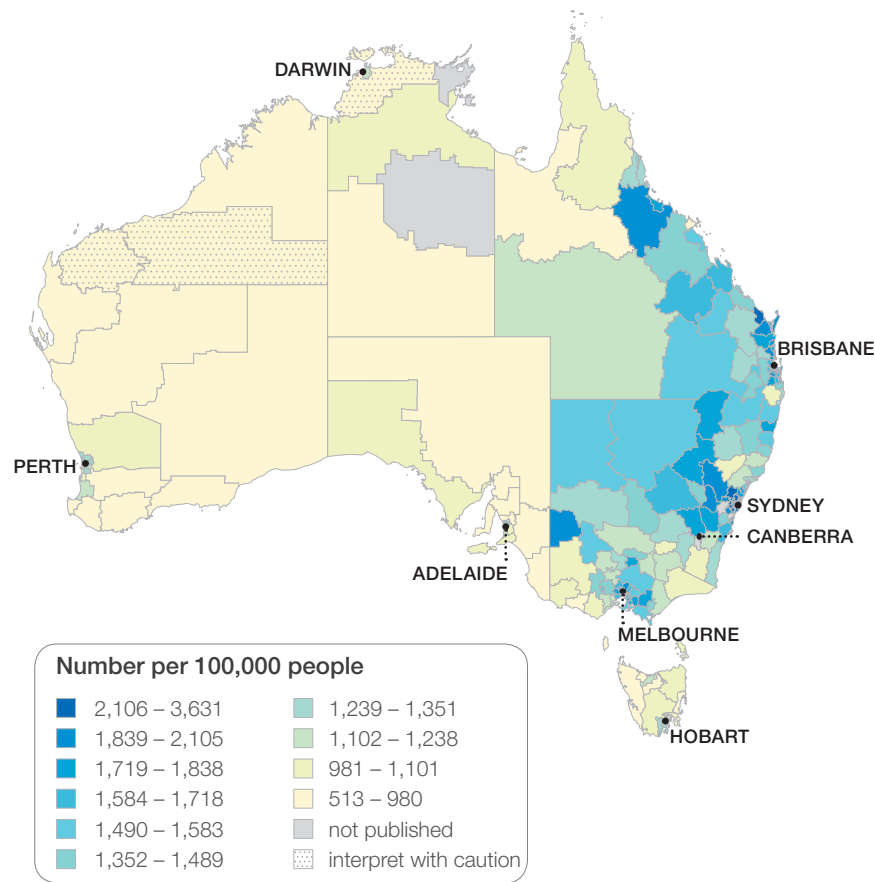 DARWIN
BRISBANE
PERTH
SYDNEY
CANBERRA
ADELAIDE
MELBOURNE
HOBART
Number per 100,000 people
2,106 – 3,631
1,839 – 2,105
1,719 – 1,838
1,584 – 1,718
1,490 – 1,583
1,352 – 1,489
1,239 – 1,351
1,102 – 1,238
981 – 1,101
513 – 980
not published
interpret with caution